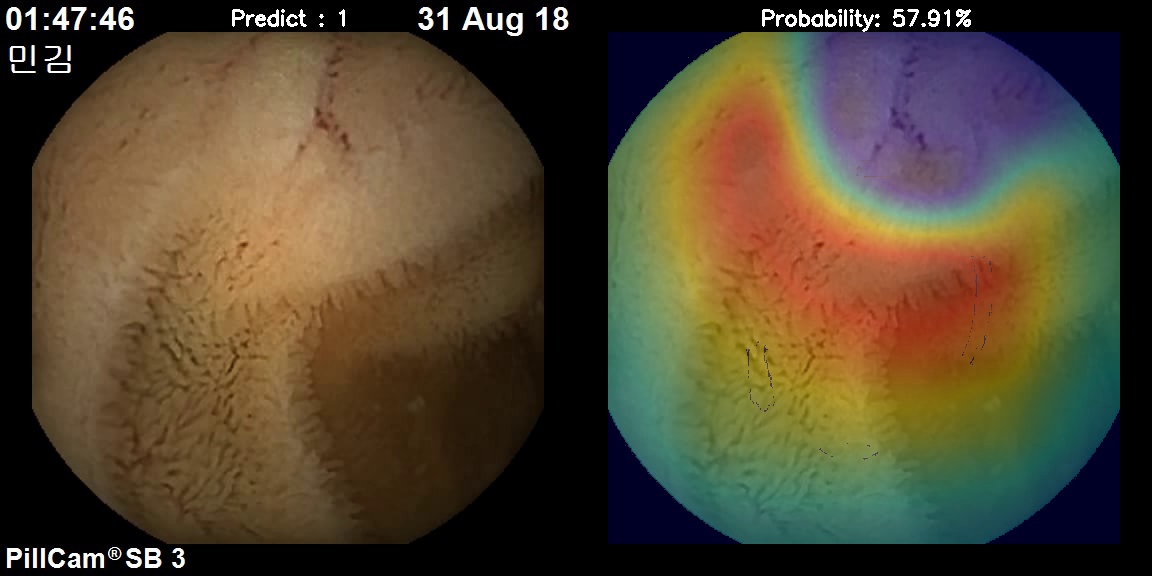 01:47:46
Predict : 1
31 Aug 18
Probability: 57.91%
민김
PillCam® SB 3